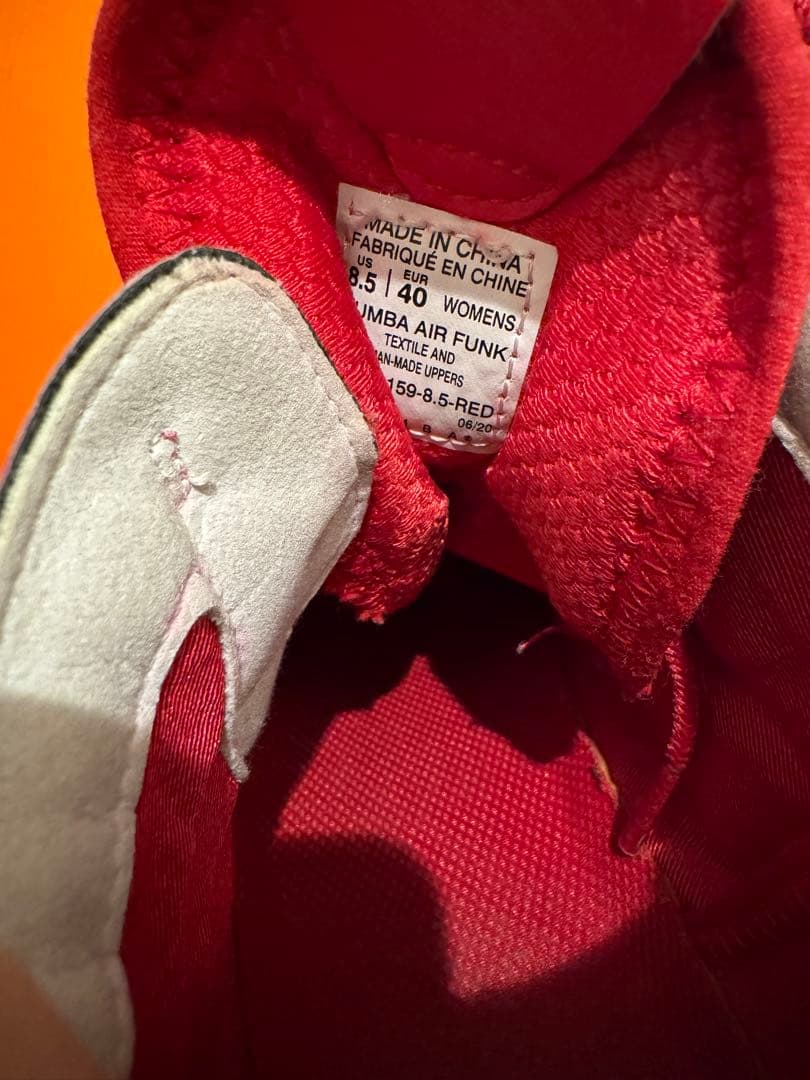 MADE IN CHINA
FABRIQUÉ EN CHINE
US EUR
8.5 | 40 WOMENS
UMBA AIR FUNK
TEXTILE AND
AN-MADE UPPERS
159-8.5-RED
06/20
B A